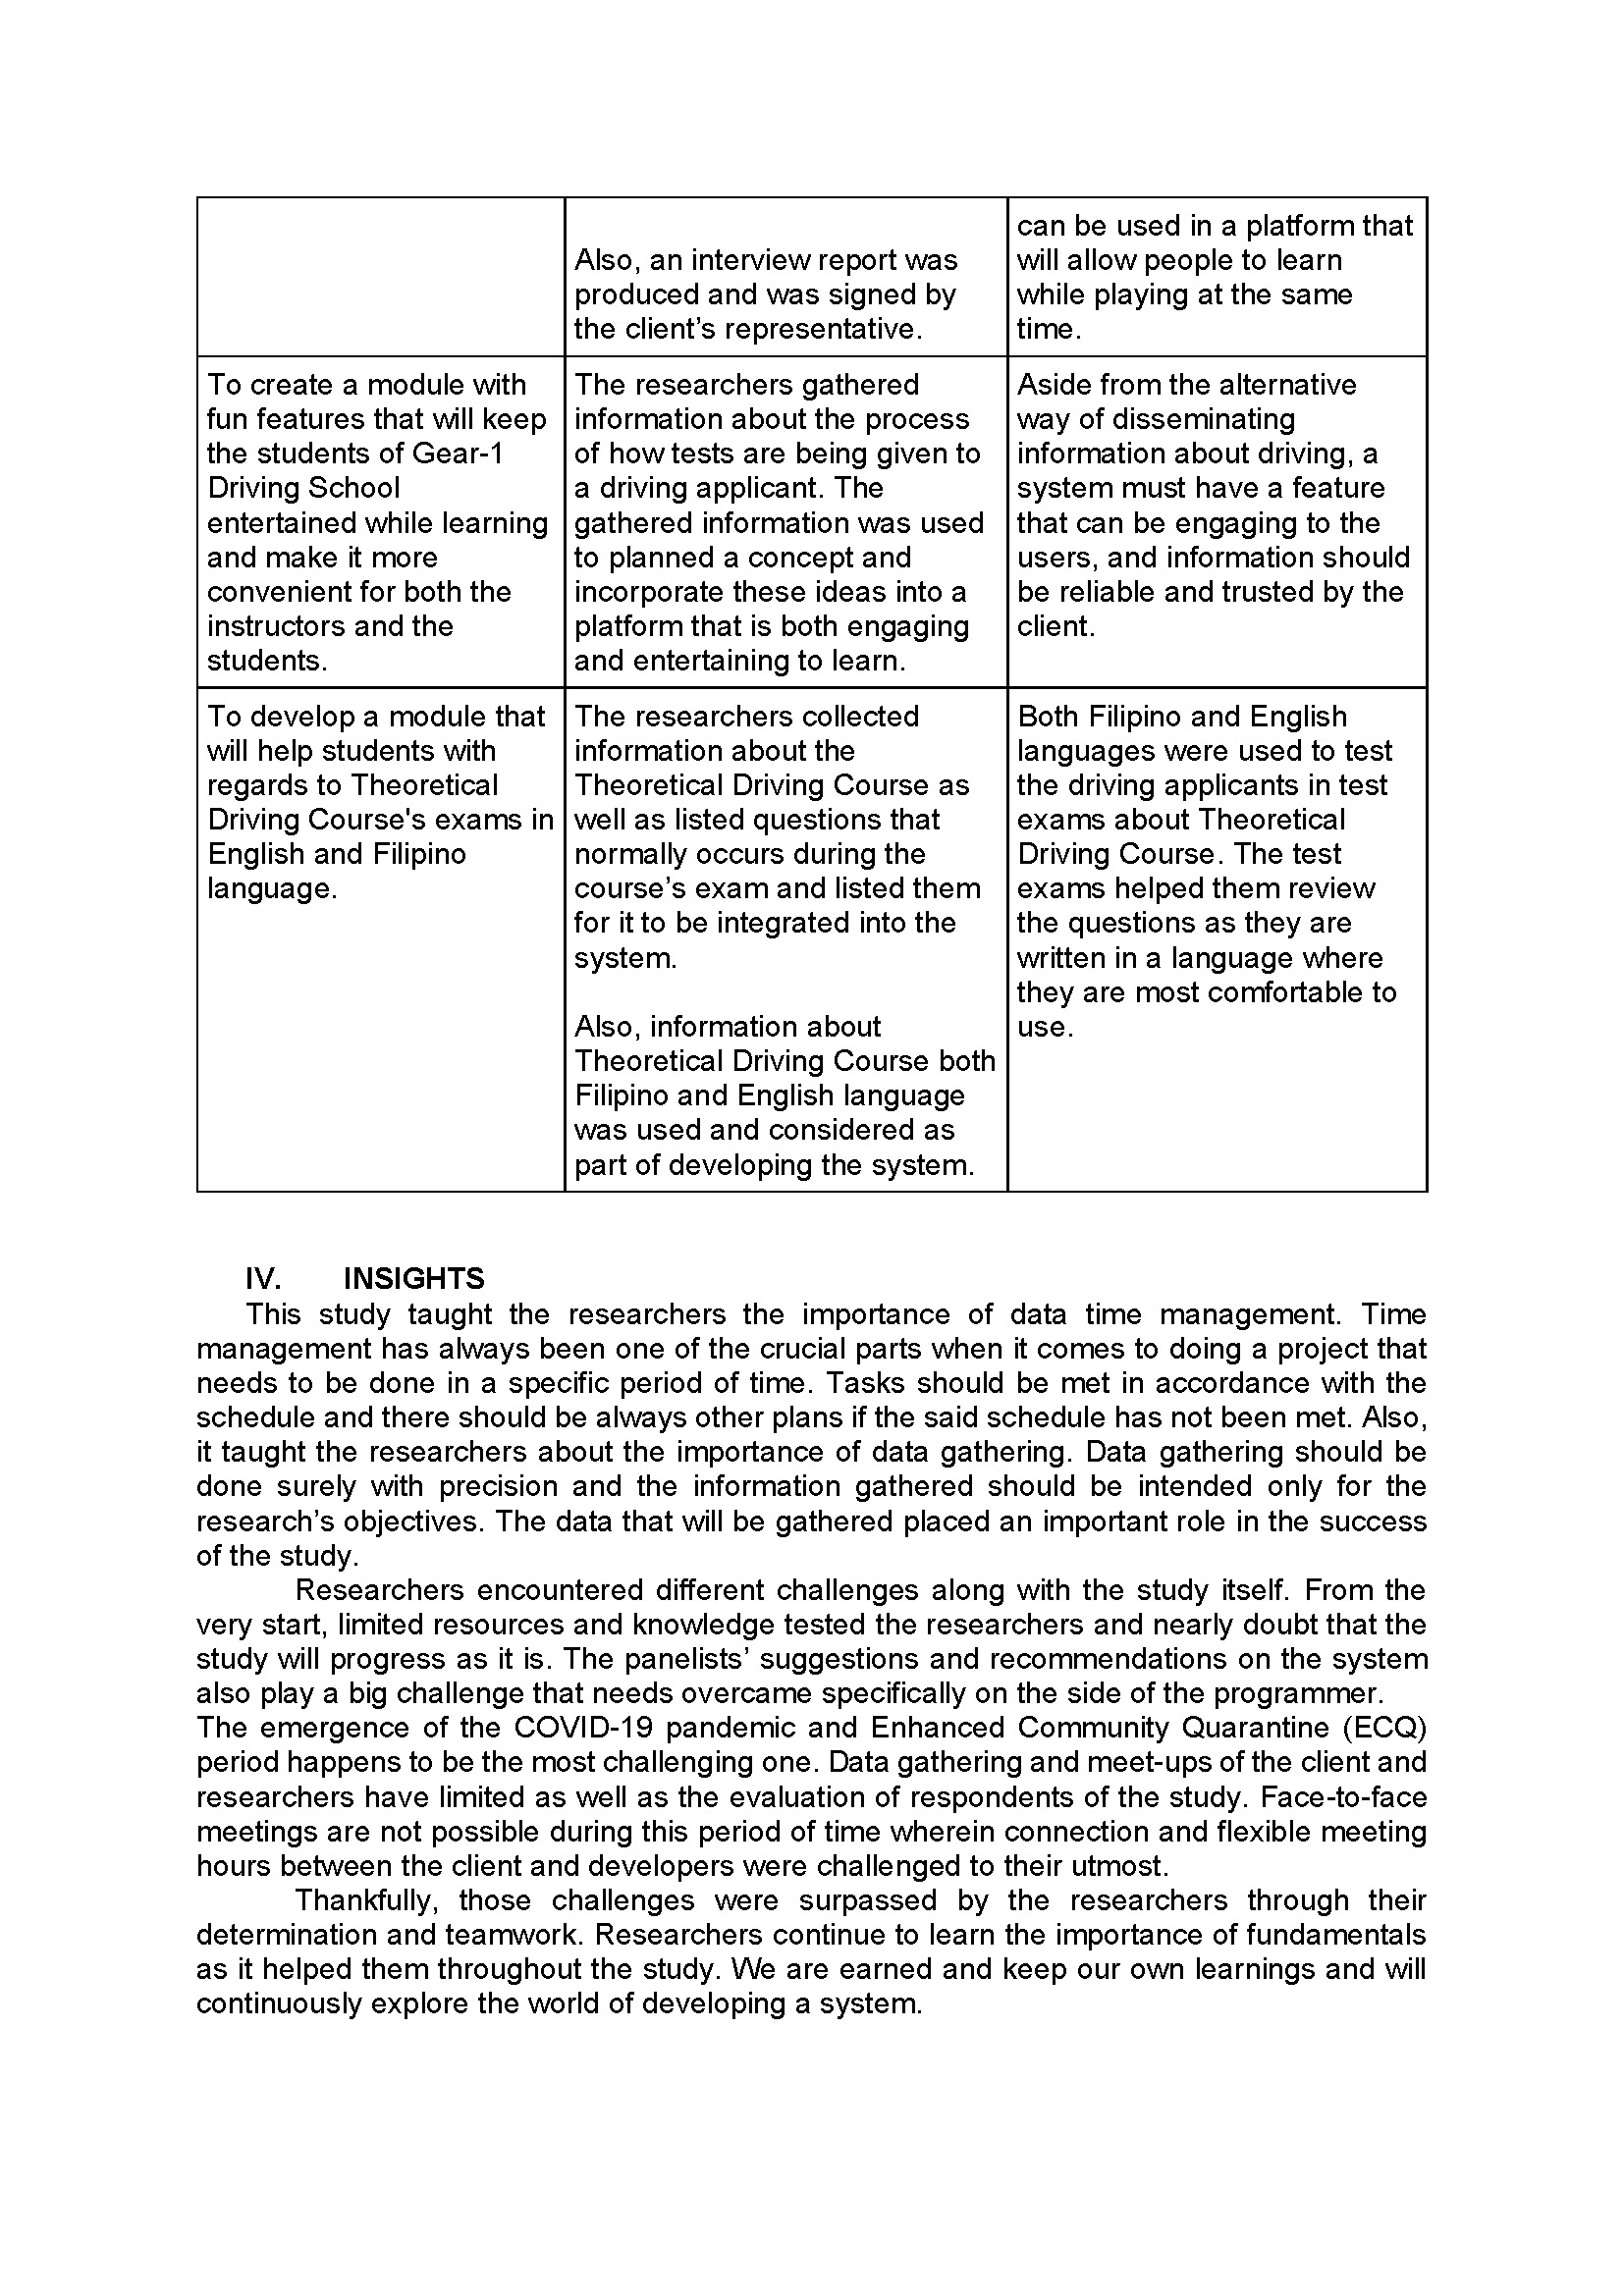 Also, an interview report was
produced and was signed by
the client’s representative.
can be used in a platform that
will allow people to learn
while playing at the same
time.
To create a module with
fun features that will keep
the students of Gear-1
Driving School
entertained while learning
and make it more
convenient for both the
instructors and the
students.
The researchers gathered
information about the process
of how tests are being given to
a driving applicant. The
gathered information was used
to planned a concept and
incorporate these ideas into a
platform that is both engaging
and entertaining to learn.
Aside from the alternative
way of disseminating
information about driving, a
system must have a feature
that can be engaging to the
users, and information should
be reliable and trusted by the
client.
To develop a module that
will help students with
regards to Theoretical
Driving Course's exams in
English and Filipino
language.
The researchers collected
information about the
Theoretical Driving Course as
well as listed questions that
normally occurs during the
course’s exam and listed them
for it to be integrated into the
system.
Also, information about
Theoretical Driving Course both
Filipino and English language
was used and considered as
part of developing the system.
Both Filipino and English
languages were used to test
the driving applicants in test
exams about Theoretical
Driving Course. The test
exams helped them review
the questions as they are
written in a language where
they are most comfortable to
use.
IV. INSIGHTS
This study taught the researchers the importance of data time management. Time
management has always been one of the crucial parts when it comes to doing a project that
needs to be done in a specific period of time. Tasks should be met in accordance with the
schedule and there should be always other plans if the said schedule has not been met. Also,
it taught the researchers about the importance of data gathering. Data gathering should be
done surely with precision and the information gathered should be intended only for the
research’s objectives. The data that will be gathered placed an important role in the success
of the study.
Researchers encountered different challenges along with the study itself. From the
very start, limited resources and knowledge tested the researchers and nearly doubt that the
study will progress as it is. The panelists’ suggestions and recommendations on the system
also play a big challenge that needs overcame specifically on the side of the programmer.
The emergence of the COVID-19 pandemic and Enhanced Community Quarantine (ECQ)
period happens to be the most challenging one. Data gathering and meet-ups of the client and
researchers have limited as well as the evaluation of respondents of the study. Face-to-face
meetings are not possible during this period of time wherein connection and flexible meeting
hours between the client and developers were challenged to their utmost.
Thankfully, those challenges were surpassed by the researchers through their
determination and teamwork. Researchers continue to learn the importance of fundamentals
as it helped them throughout the study. We are earned and keep our own learnings and will
continuously explore the world of developing a system.